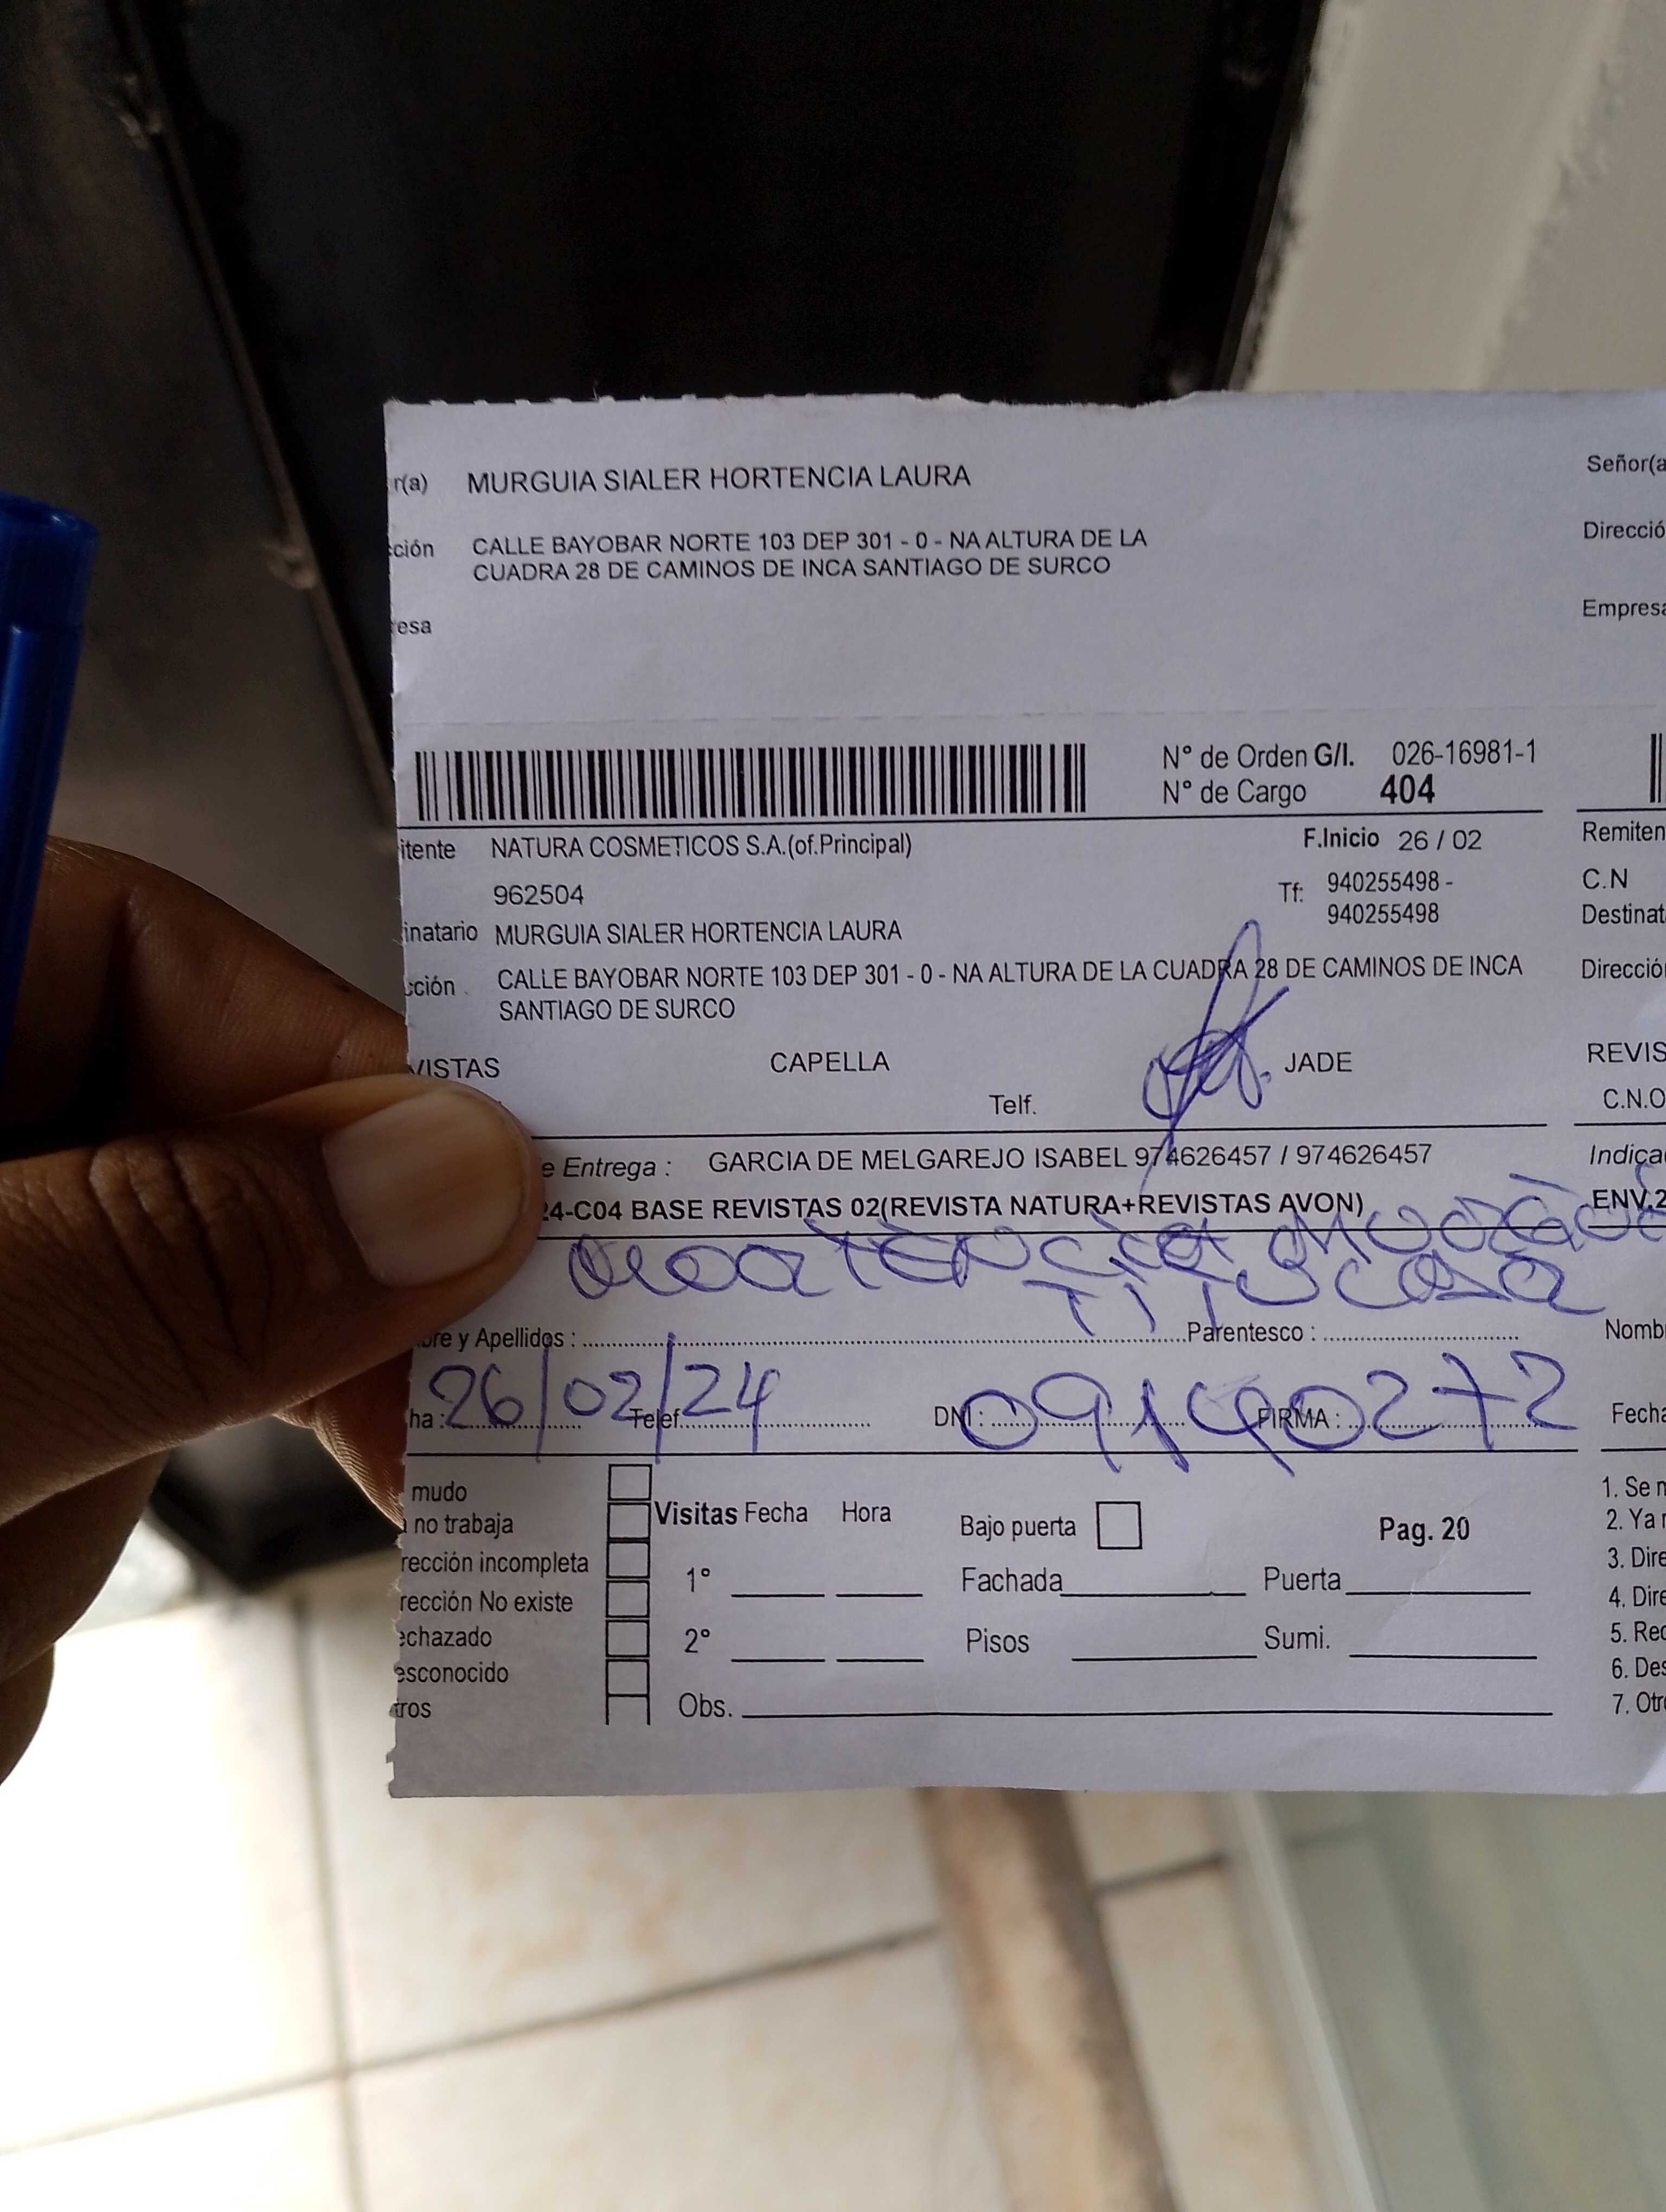 r(a) MURGUIA SIALER HORTENCIA LAURA
Señor(a
cción CALLE BAYOBAR NORTE 103 DEP 301 - 0 - NA ALTURA DE LA
CUADRA 28 DE CAMINOS DE INCA SANTIAGO DE SURCO
Direcció
resa
Empresa
N° de Orden G/I. 026-16981-1
N° de Cargo 404
itente NATURA COSMETICOS S.A.(of.Principal) F.Inicio 26 / 02
Remiten
962504 Tf: 940255498 -
940255498
C.N
inatario MURGUIA SIALER HORTENCIA LAURA
Destinat
cción CALLE BAYOBAR NORTE 103 DEP 301 - 0 - NA ALTURA DE LA CUADRA 28 DE CAMINOS DE INCA
SANTIAGO DE SURCO
Direcció
VISTAS CAPELLA JADE
REVIS
Telf.
C.N.O
e Entrega : GARCIA DE MELGAREJO ISABEL 974626457 / 974626457
Indica
24-C04 BASE REVISTAS 02(REVISTA NATURA+REVISTAS AVON)
ENV.2
bre y Apellidos : Parentesco :
Nomb
ha : 26/02/24 Telef. DNI : 09140272 FIRMA :
Fecha
mudo
a no trabaja
rección incompleta
rección No existe
echazado
esconocido
tros
Visitas Fecha Hora
1°
2°
Obs.
Bajo puerta Pag. 20
Fachada Puerta
Pisos Sumi.
1. Se m
2. Ya n
3. Dire
4. Dire
5. Rec
6. Des
7. Otro